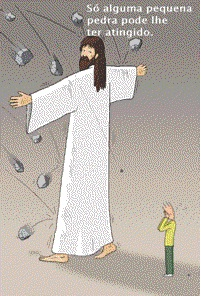 Só alguma pequena
pedra pode lhe
ter atingido.